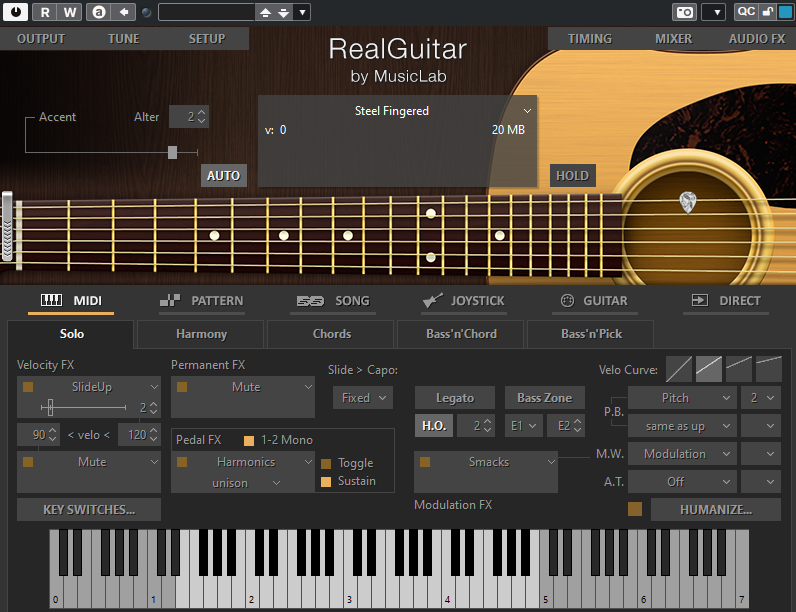 R W a QC
OUTPUT TUNE SETUP TIMING MIXER AUDIO FX
RealGuitar
by MusicLab
Accent Alter 2
Steel Fingered
v: 0 20 MB
AUTO HOLD
MIDI PATTERN SONG JOYSTICK GUITAR DIRECT
Solo Harmony Chords Bass'n'Chord Bass'n'Pick
Velocity FX Permanent FX Slide > Capo: Velo Curve:
SlideUp Mute Fixed Legato Bass Zone Pitch 2
2 P.B.
90 < velo < 120 H.O. 2 E1 E2 same as up
Pedal FX 1-2 Mono
Mute Harmonics Toggle Smacks M.W. Modulation
unison Sustain A.T. Off
KEY SWITCHES... Modulation FX HUMANIZE...
0 1 2 3 4 5 6 7